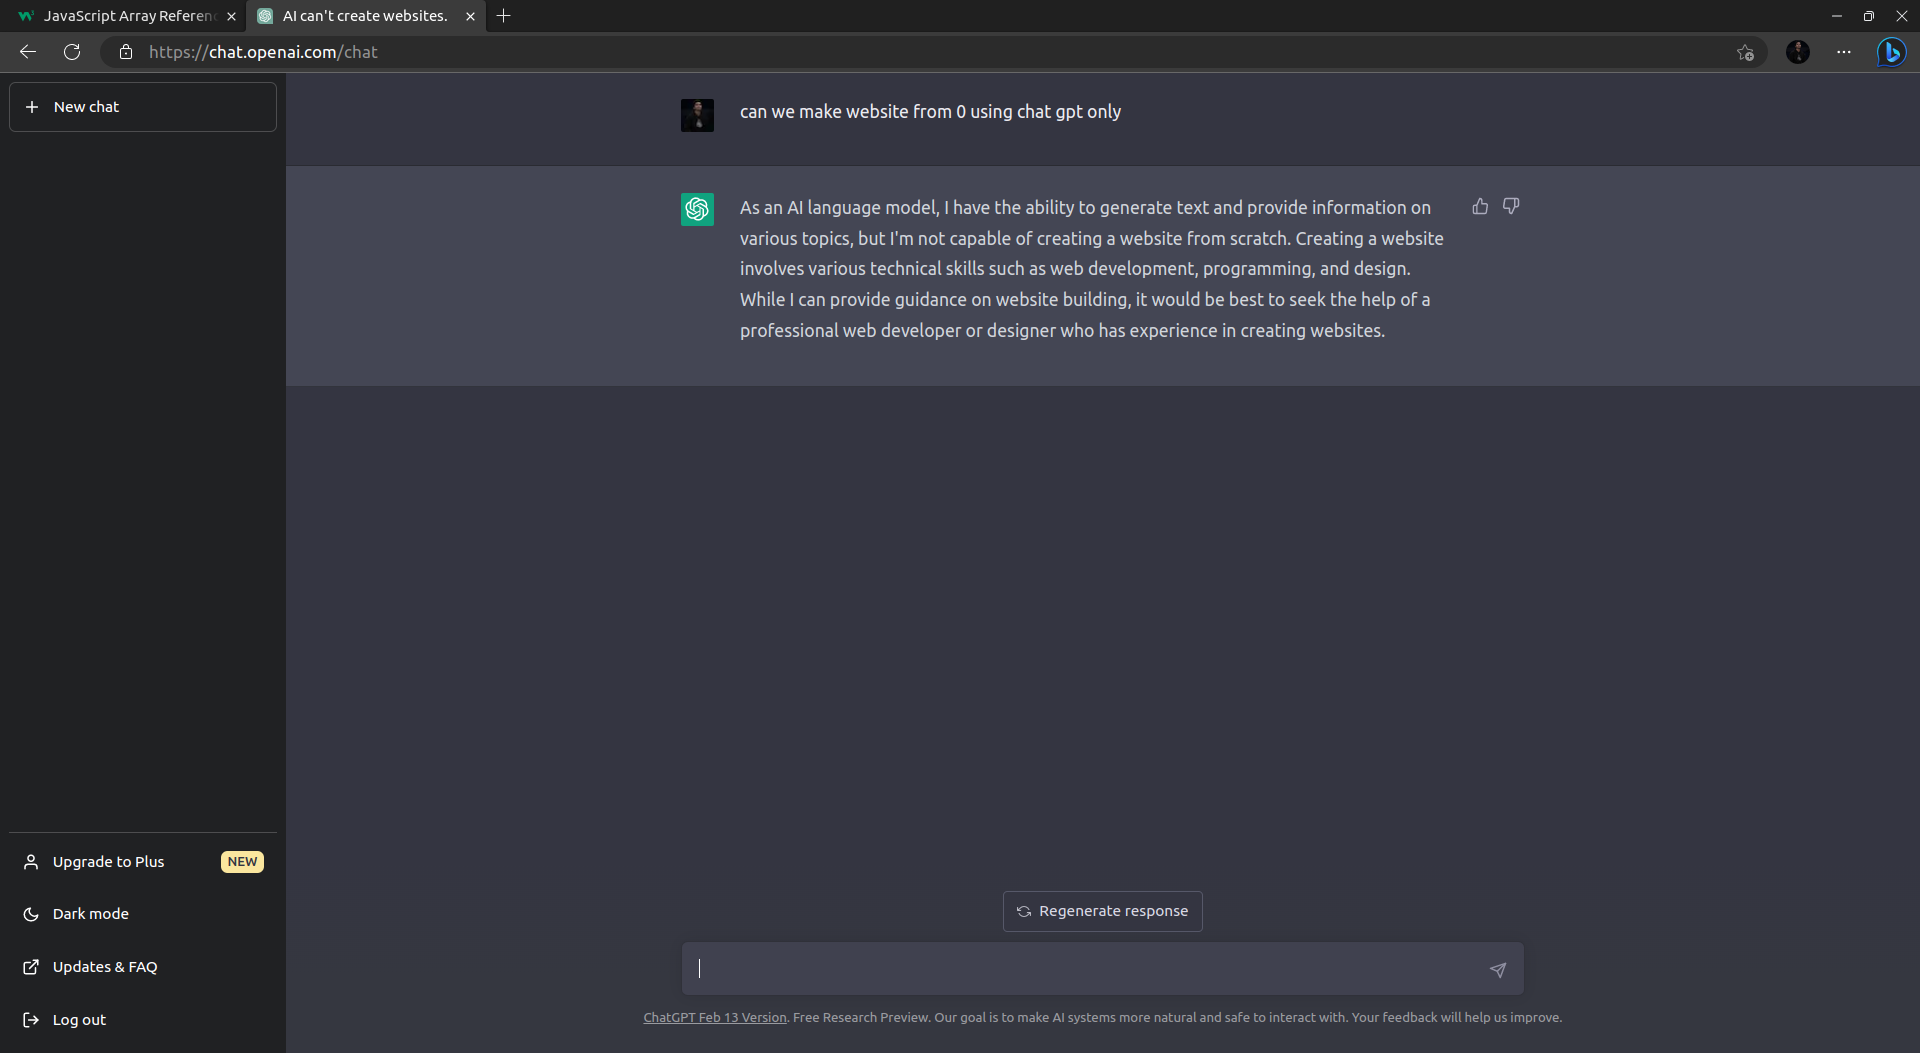 JavaScript Array Referen
AI can't create websites.
https://chat.openai.com/chat
New chat
can we make website from 0 using chat gpt only
As an AI language model, I have the ability to generate text and provide information on
various topics, but I'm not capable of creating a website from scratch. Creating a website
involves various technical skills such as web development, programming, and design.
While I can provide guidance on website building, it would be best to seek the help of a
professional web developer or designer who has experience in creating websites.
Upgrade to Plus NEW
Dark mode
Updates & FAQ
Log out
Regenerate response
ChatGPT Feb 13 Version. Free Research Preview. Our goal is to make AI systems more natural and safe to interact with. Your feedback will help us improve.